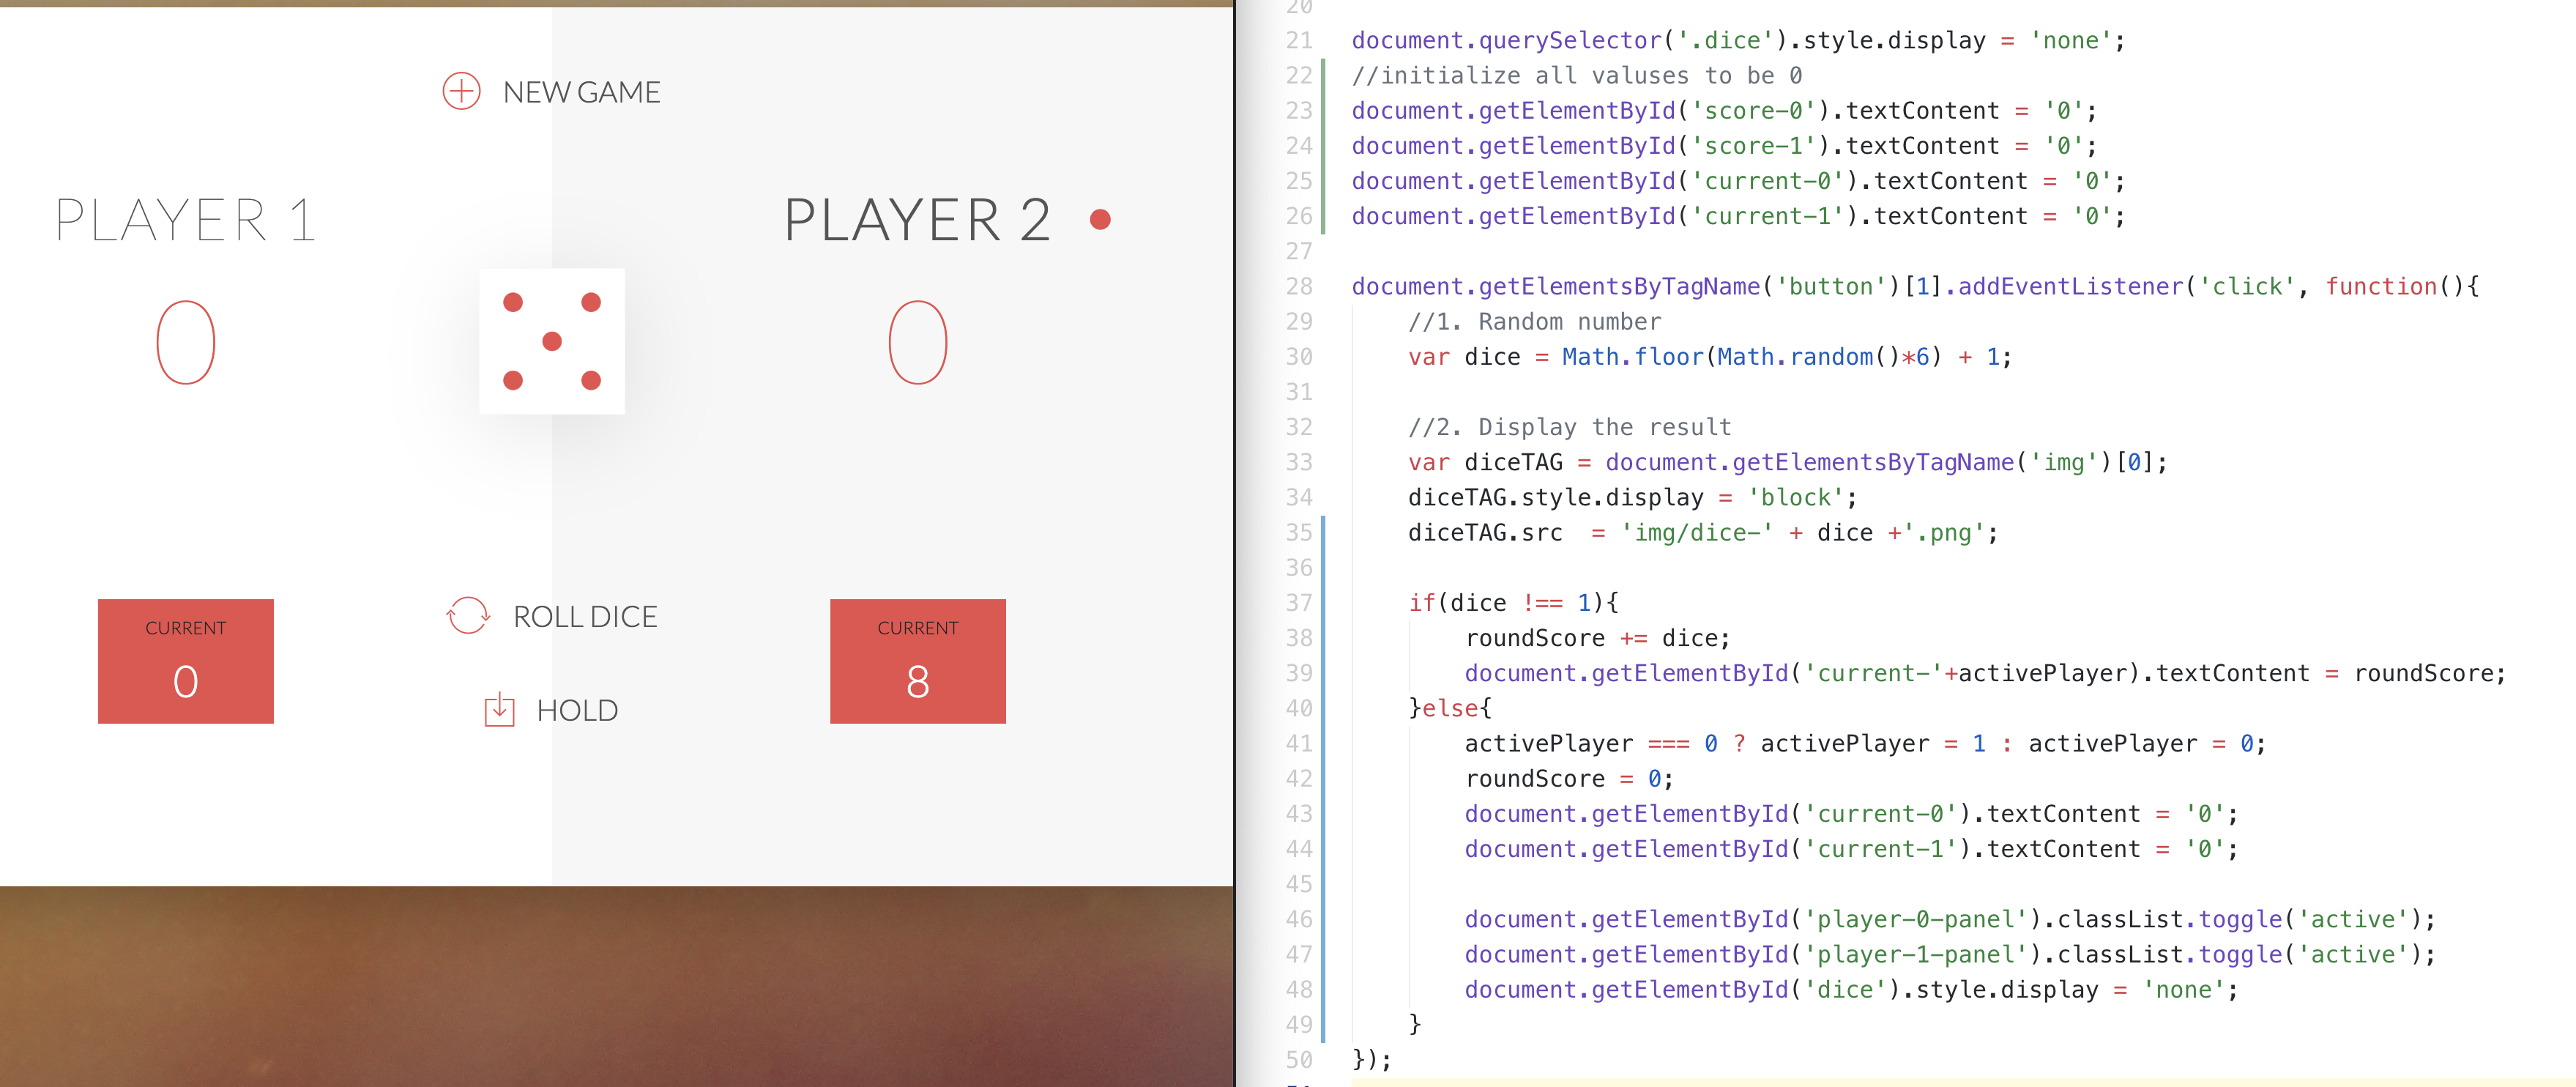 NEW GAME
PLAYER 1
PLAYER 2
0
0
CURRENT
0
ROLL DICE
HOLD
CURRENT
8
20
21 document.querySelector('.dice').style.display = 'none';
22 //initialize all valuses to be 0
23 document.getElementById('score-0').textContent = '0';
24 document.getElementById('score-1').textContent = '0';
25 document.getElementById('current-0').textContent = '0';
26 document.getElementById('current-1').textContent = '0';
27
28 document.getElementsByTagName('button')[1].addEventListener('click', function(){
29 //1. Random number
30 var dice = Math.floor(Math.random()*6) + 1;
31
32 //2. Display the result
33 var diceTAG = document.getElementsByTagName('img')[0];
34 diceTAG.style.display = 'block';
35 diceTAG.src  = 'img/dice-' + dice +'.png';
36
37 if(dice !== 1){
38 roundScore += dice;
39 document.getElementById('current-'+activePlayer).textContent = roundScore;
40 }else{
41 activePlayer === 0 ? activePlayer = 1 : activePlayer = 0;
42 roundScore = 0;
43 document.getElementById('current-0').textContent = '0';
44 document.getElementById('current-1').textContent = '0';
45
46 document.getElementById('player-0-panel').classList.toggle('active');
47 document.getElementById('player-1-panel').classList.toggle('active');
48 document.getElementById('dice').style.display = 'none';
49 }
50 });